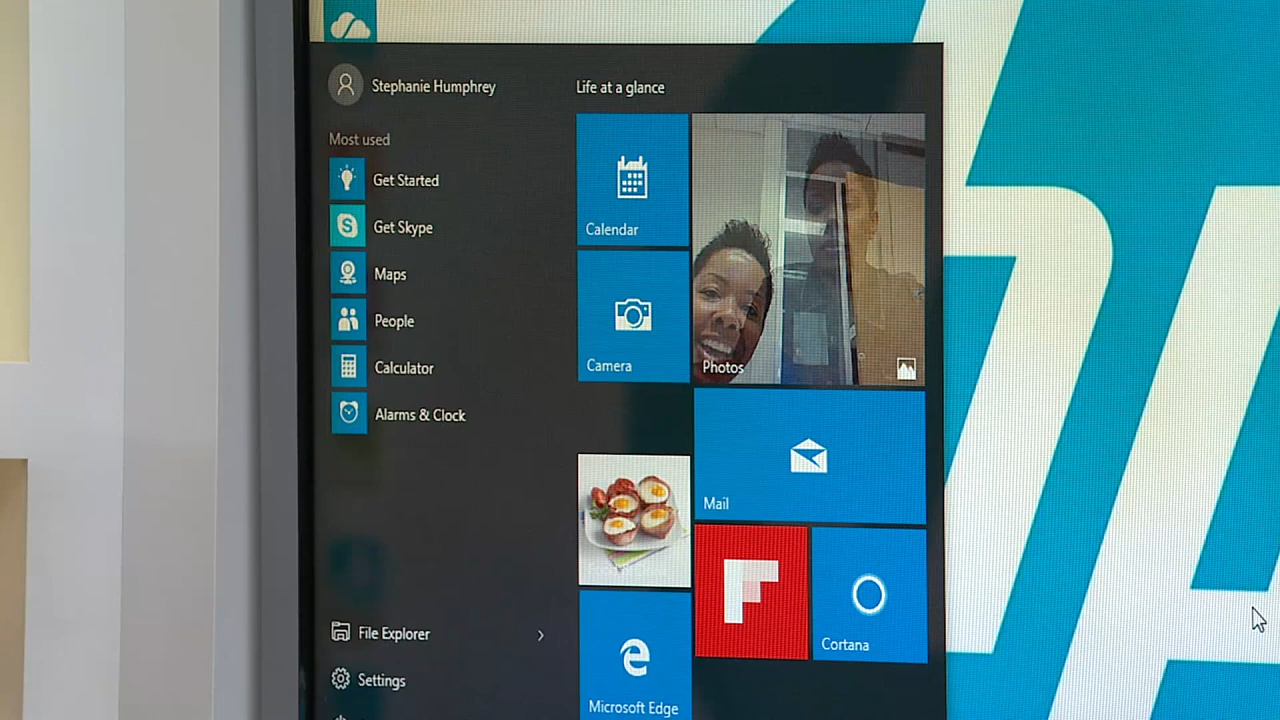 Stephanie Humphrey
Most used
Get Started
Get Skype
Maps
People
Calculator
Alarms & Clock
File Explorer
Settings
Life at a glance
Calendar
Photos
Camera
Mail
Cortana
Microsoft Edge
hp